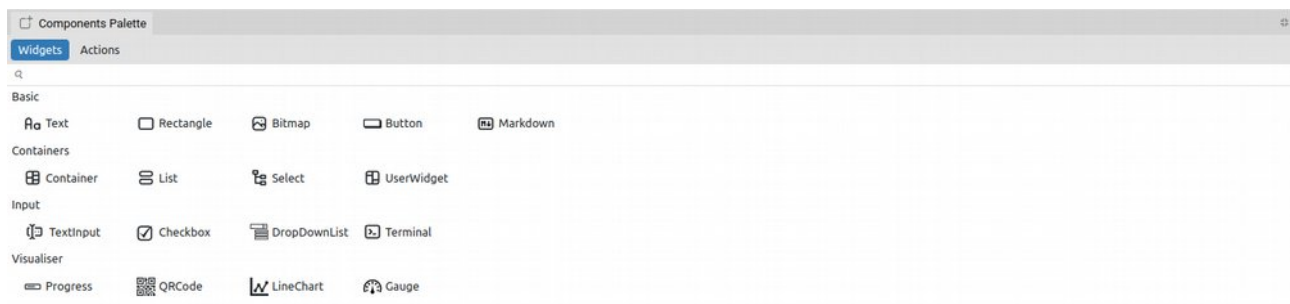 Components Palette
Widgets Actions
Basic
Text Rectangle Bitmap Button Markdown
Containers
Container List Select UserWidget
Input
TextInput Checkbox DropDownList Terminal
Visualiser
Progress QRCode LineChart Gauge